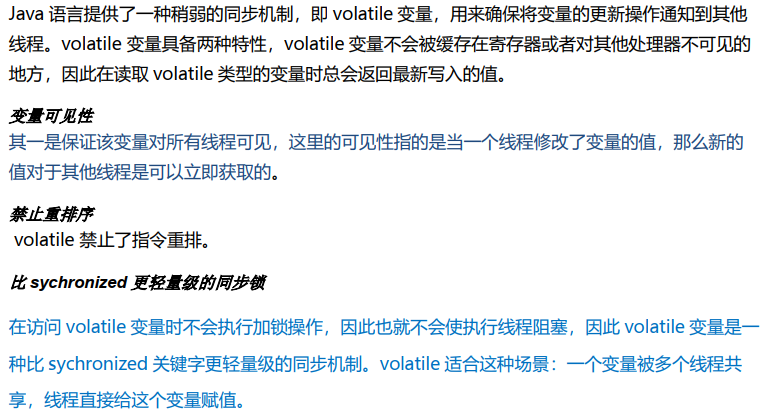 Java 语言提供了一种稍弱的同步机制，即 volatile 变量，用来确保将变量的更新操作通知到其他
线程。volatile 变量具备两种特性，volatile 变量不会被缓存在寄存器或者对其他处理器不可见的
地方，因此在读取 volatile 类型的变量时总会返回最新写入的值。
变量可见性
其一是保证该变量对所有线程可见，这里的可见性指的是当一个线程修改了变量的值，那么新的
值对于其他线程是可以立即获取的。
禁止重排序
volatile 禁止了指令重排。
比 sychronized 更轻量级的同步锁
在访问 volatile 变量时不会执行加锁操作，因此也就不会使执行线程阻塞，因此 volatile 变量是一
种比 sychronized 关键字更轻量级的同步机制。volatile 适合这种场景：一个变量被多个线程共
享，线程直接给这个变量赋值。